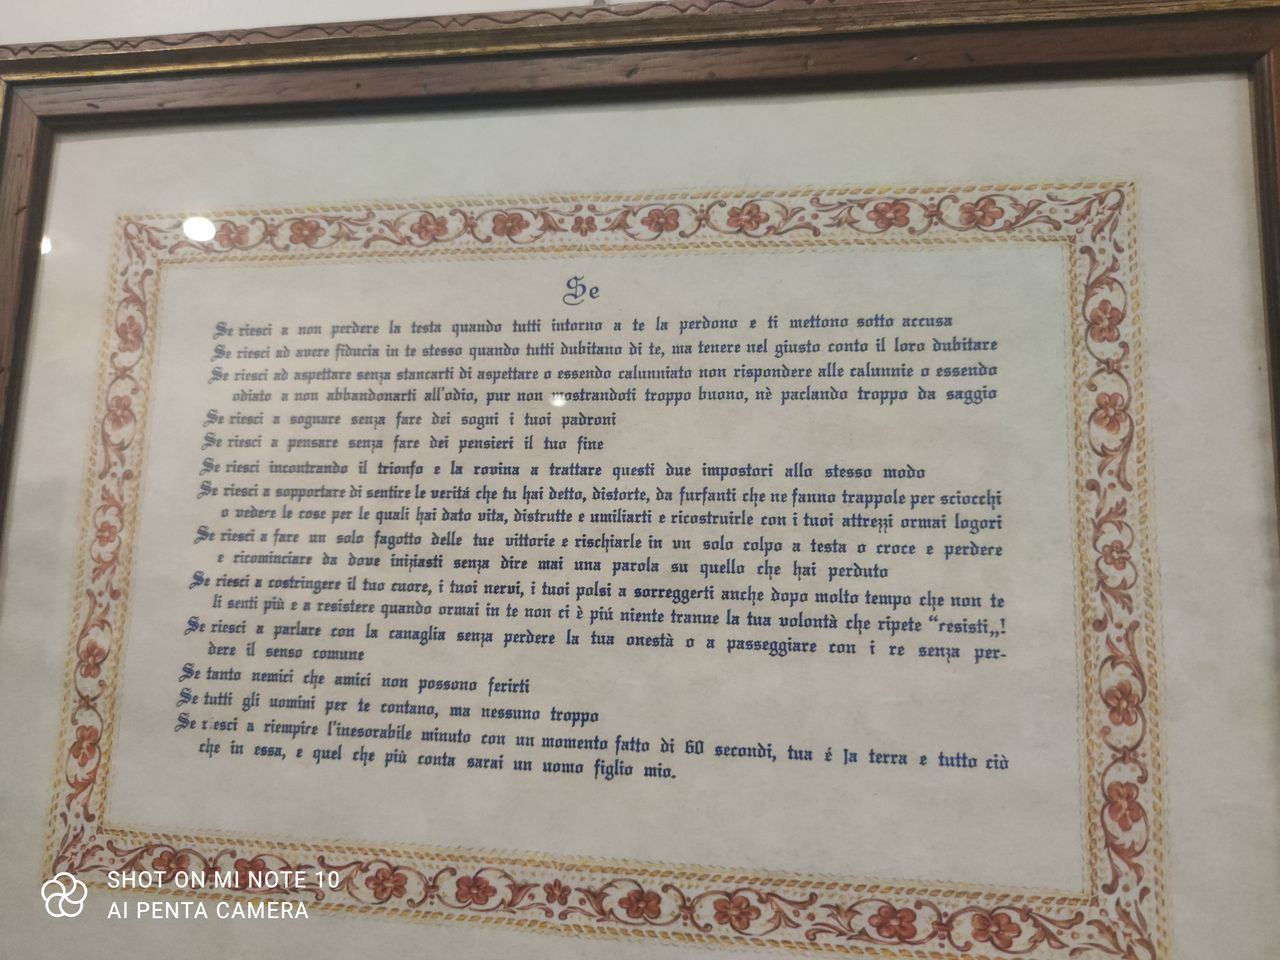 Se
Se riesci a non perdere la testa quando tutti intorno a te la perdono e ti mettono sotto accusa
Se riesci ad avere fiducia in te stesso quando tutti dubitano di te, ma tenere nel giusto conto il loro dubitare
Se riesci ad aspettare senza stancarti di aspettare o essendo calunniato non rispondere alle calunnie o essendo
odiato a non abbandonarti all'odio, pur non mostrandoti troppo buono, nè parlando troppo da saggio
Se riesci a sognare senza fare dei sogni i tuoi padroni
Se riesci a pensare senza fare dei pensieri il tuo fine
Se riesci incontrando il trionfo e la rovina a trattare questi due impostori allo stesso modo
Se riesci a sopportare di sentire le veritá che tu hai detto, distorte, da furfanti che ne fanno trappole per sciocchi
o vedere le cose per le quali hai dato vita, distrutte e umiliarti e ricostruirle con i tuoi attrezzi ormai logori
Se riesci a fare un solo fagotto delle tue vittorie e rischiarle in un solo colpo a testa o croce e perdere
e ricominciare da dove iniziasti senza dire mai una parola su quello che hai perduto
Se riesci a costringere il tuo cuore, i tuoi nervi, i tuoi polsi a sorreggerti anche dopo molto tempo che non te
li senti più e a resistere quando ormai in te non ci è piú niente tranne la tua volontà che ripete “resisti„!
Se riesci a parlare con la canaglia senza perdere la tua onestà o a passeggiare con i re senza per-
dere il senso comune
Se tanto nemici che amici non possono ferirti
Se tutti gli uomini per te contano, ma nessuno troppo
Se riesci a riempire l'inesorabile minuto con un momento fatto di 60 secondi, tua é la terra e tutto ciò
che in essa, e quel che più conta sarai un uomo figlio mio.
SHOT ON MI NOTE 10
AI PENTA CAMERA